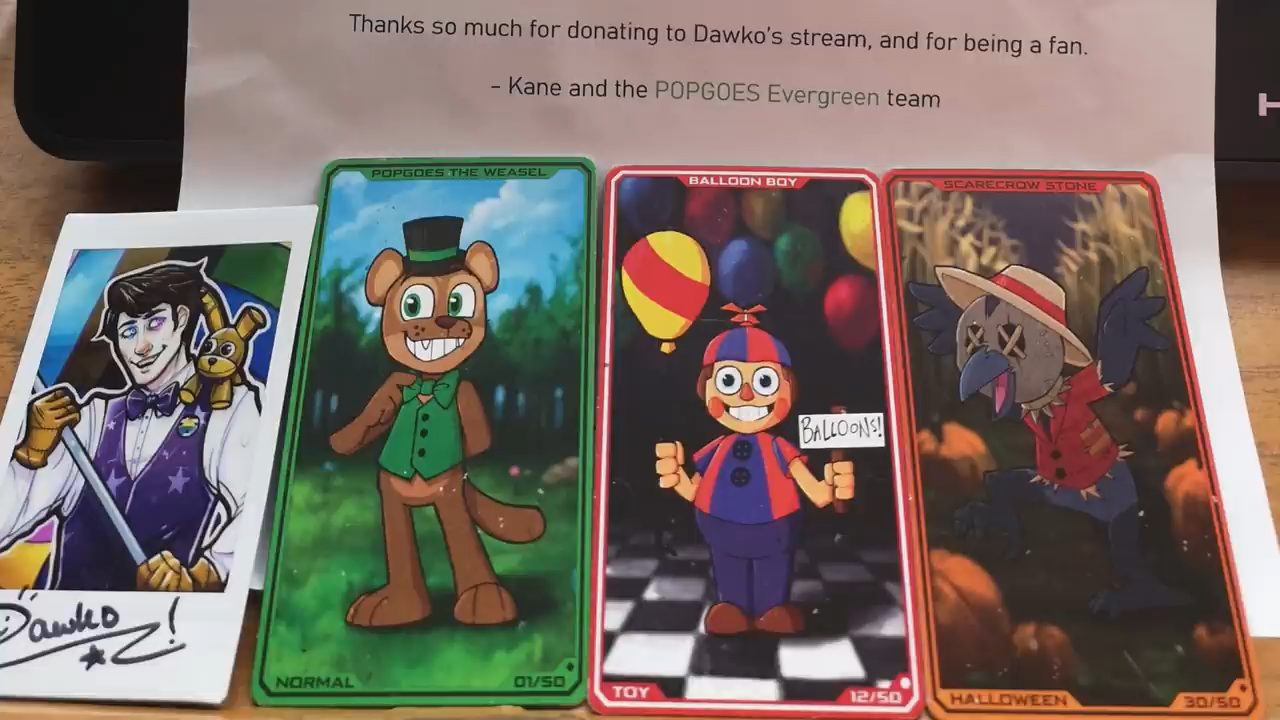 Thanks so much for donating to Dawko's stream, and for being a fan.
- Kane and the POPGOES Evergreen team
POPGOES THE WEASEL
BALLOON BOY
SCARECROW STONE
BALLOONS!
Dawko!
NORMAL 01/50
TOY 12/50
HALLOWEEN 30/50